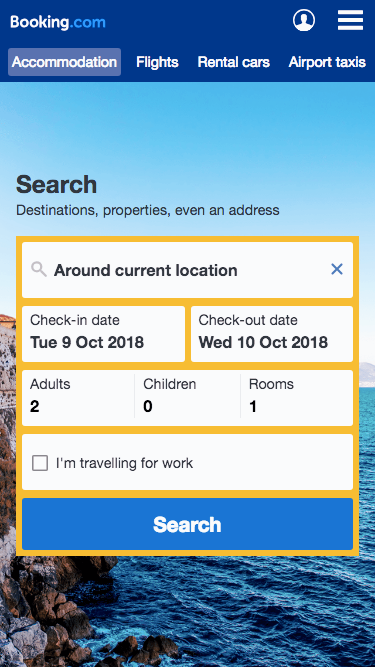 Booking.com
Accommodation Flights Rental cars Airport taxis
Search
Destinations, properties, even an address
Around current location
Check-in date Check-out date
Tue 9 Oct 2018 Wed 10 Oct 2018
Adults Children Rooms
2 0 1
I'm travelling for work
Search